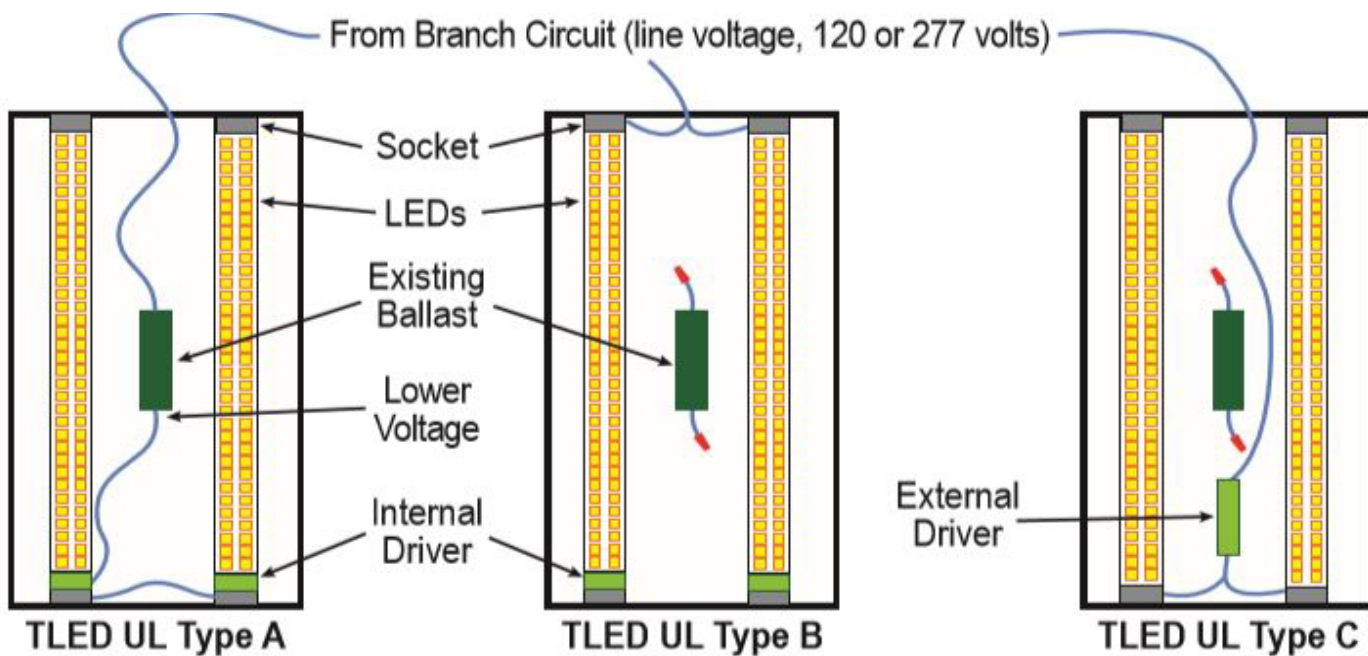 From Branch Circuit (line voltage, 120 or 277 volts)
Socket
LEDs
Existing
Ballast
Lower
Voltage
Internal
Driver
External
Driver
TLED UL Type A
TLED UL Type B
TLED UL Type C